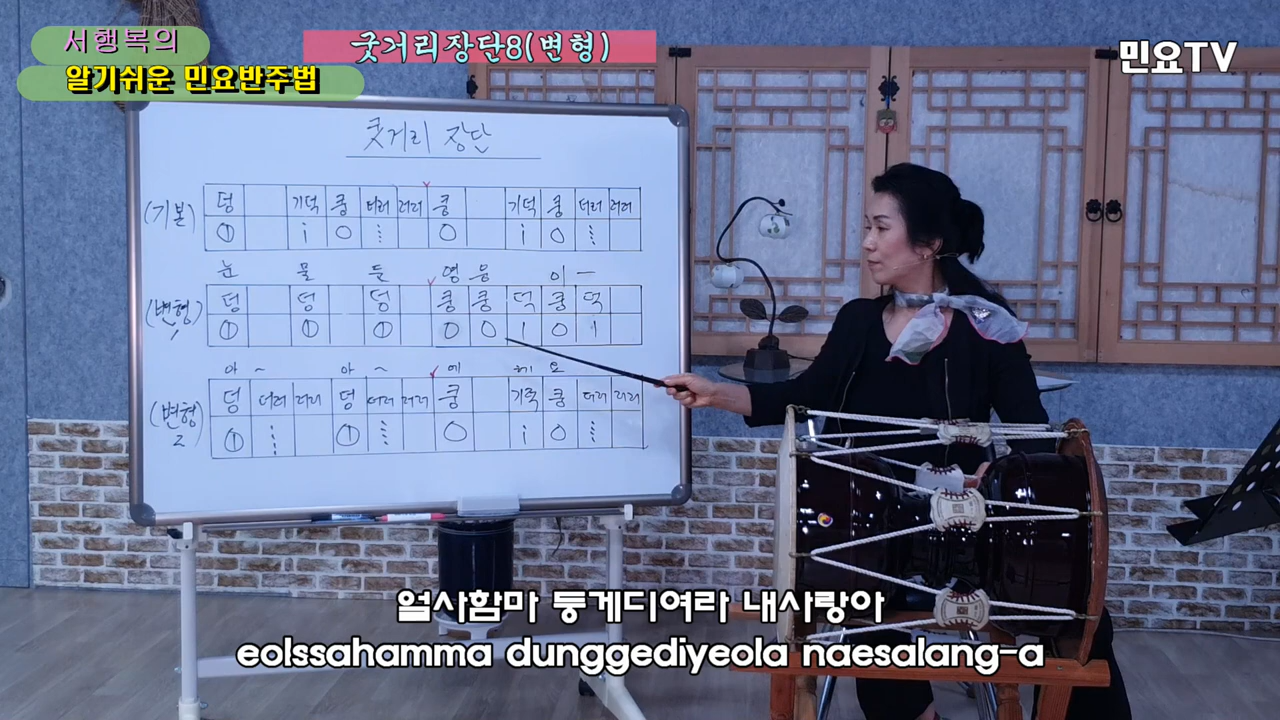 서행복의
알기쉬운 민요반주법
굿거리장단8(변형)
민요TV
굿거리 장단
(기본) 덩 기덕 쿵 더러 러러 쿵 기덕 쿵 더러 러러
눈 물 들 영 응 이 ー
(변형) 덩 덩 덩 쿵 쿵 덕 쿵 덕
1
아 ~ 아 ~ 에 헤 요
(변형) 덩 더러 러러 덩 더러 러러 쿵 기덕 쿵 더러 러러
2
얼사함마 둥게디여라 내사랑아
eolssahamma dunggediyeola naesalang-a